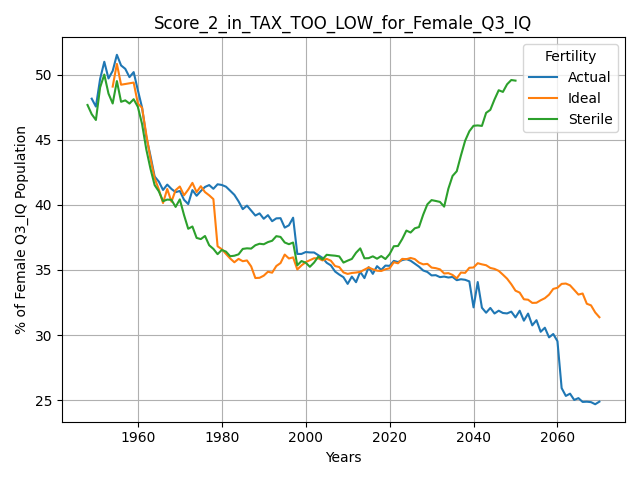 Score_2_in_TAX_TOO_LOW_for_Female_Q3_IQ
% of Female Q3_IQ Population
50
45
40
35
30
25
Fertility
Actual
Ideal
Sterile
1960
1980
2000
2020
2040
2060
Years